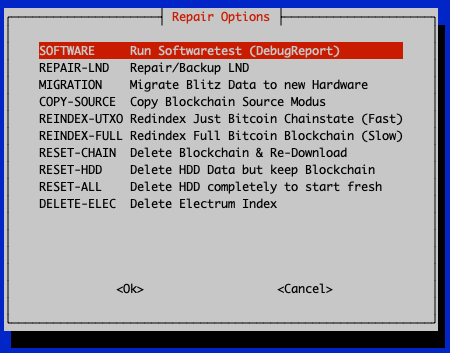 Repair Options
SOFTWARE Run Softwaretest (DebugReport)
REPAIR-LND Repair/Backup LND
MIGRATION Migrate Blitz Data to new Hardware
COPY-SOURCE Copy Blockchain Source Modus
REINDEX-UTXO Redindex Just Bitcoin Chainstate (Fast)
REINDEX-FULL Redindex Full Bitcoin Blockchain (Slow)
RESET-CHAIN Delete Blockchain & Re-Download
RESET-HDD Delete HDD Data but keep Blockchain
RESET-ALL Delete HDD completely to start fresh
DELETE-ELEC Delete Electrum Index
<Ok> <Cancel>